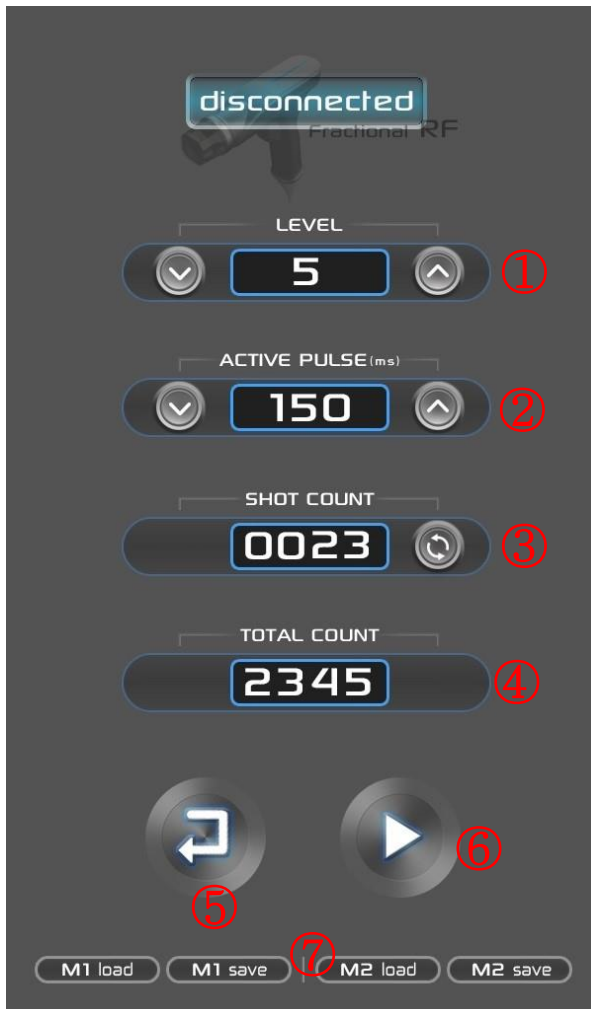 disconnected
Fractional RF
LEVEL
5
①
ACTIVE PULSE(ms)
150
②
SHOT COUNT
0023
③
TOTAL COUNT
2345
④
⑤
⑥
⑦
M1 load M1 save M2 load M2 save